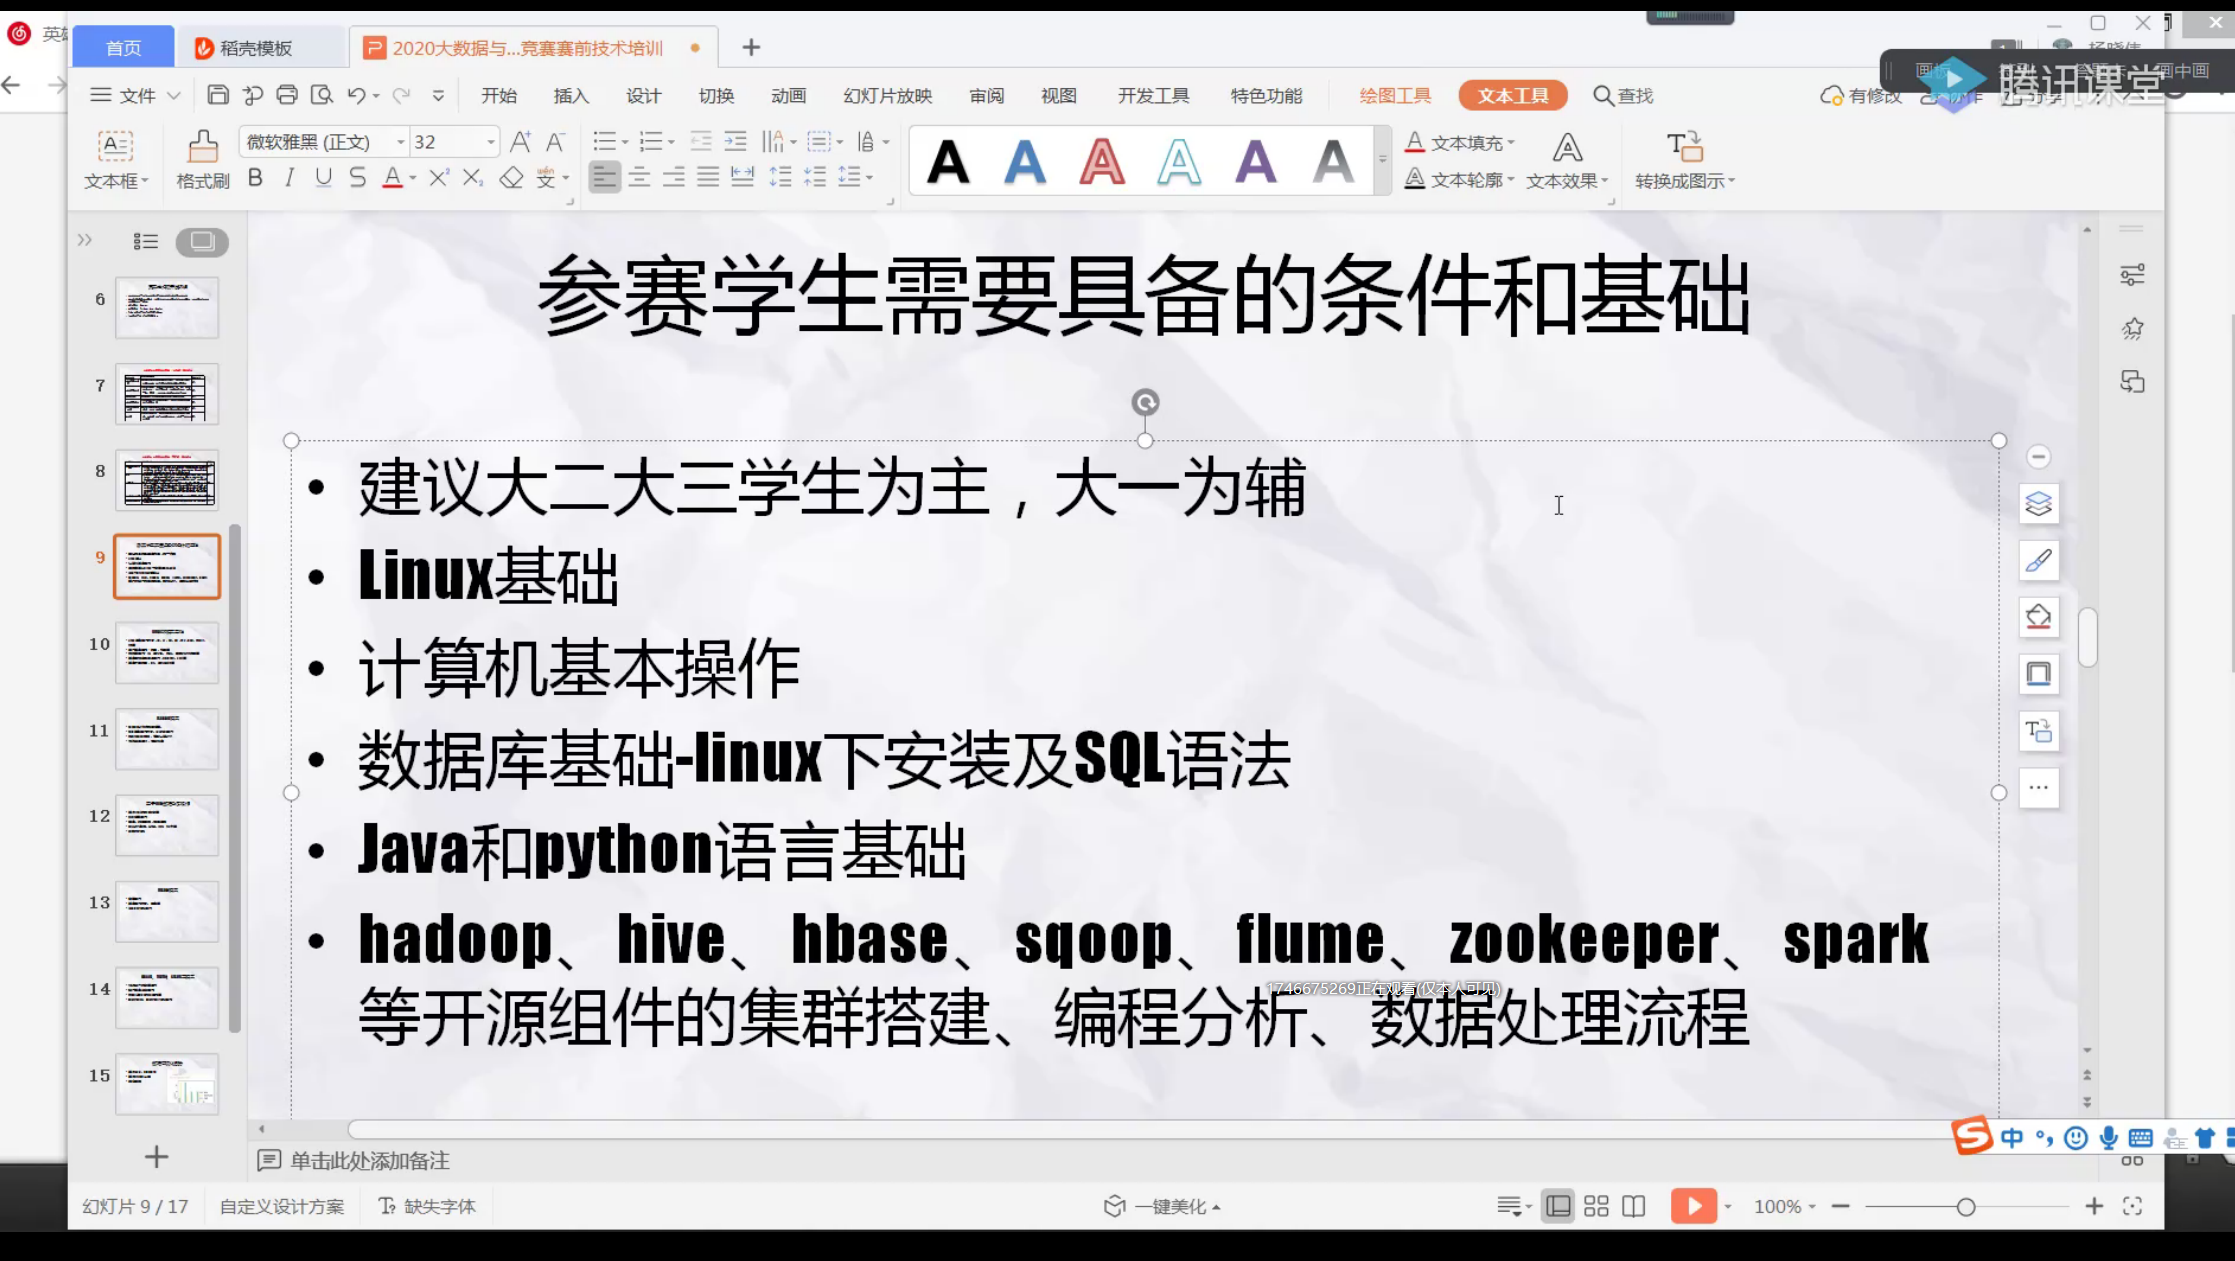 首页
稻壳模板
2020大数据与...竞赛赛前技术培训
腾讯课堂
文件
开始
插入
设计
切换
动画
幻灯片放映
审阅
视图
开发工具
特色功能
绘图工具
文本工具
查找
有修改
画中画
微软雅黑 (正文)
32
文本框
格式刷
文本填充
文本轮廓
文本效果
转换成图示
参赛学生需要具备的条件和基础
• 建议大二大三学生为主，大一为辅
• Linux基础
• 计算机基本操作
• 数据库基础-linux下安装及SQL语法
• Java和python语言基础
• hadoop、hive、hbase、sqoop、flume、zookeeper、spark
等开源组件的集群搭建、编程分析、数据处理流程
1746675269正在观看(仅本人可见)
6
7
8
9
10
11
12
13
14
15
单击此处添加备注
中
幻灯片 9 / 17
自定义设计方案
缺失字体
一键美化
100%